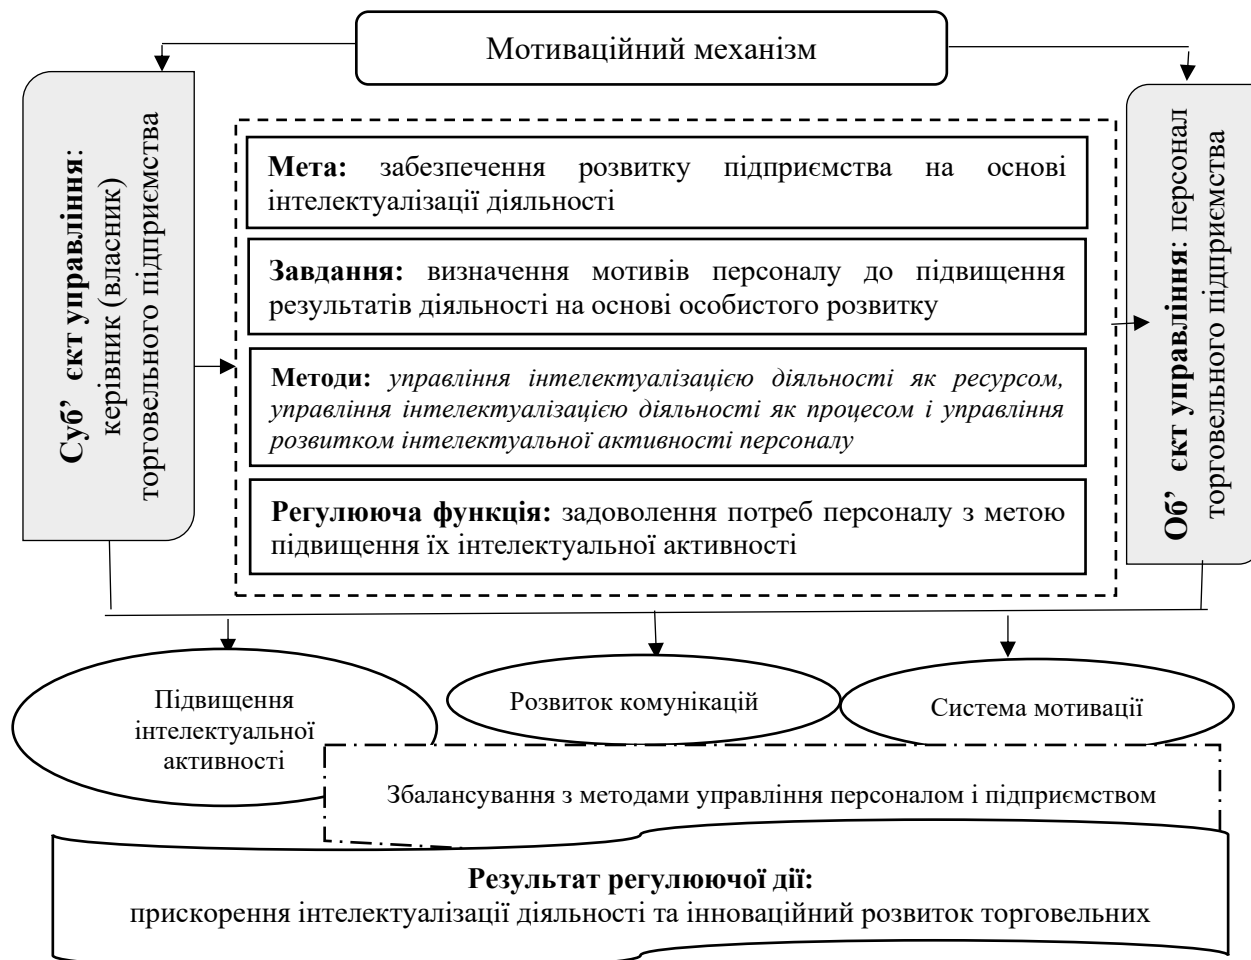 Мотиваційний механізм
Суб’ єкт управління:
керівник (власник
торговельного підприємства
Мета: забезпечення розвитку підприємства на основі
інтелектуалізації діяльності
Завдання: визначення мотивів персоналу до підвищення
результатів діяльності на основі особистого розвитку
Методи: управління інтелектуалізацією діяльності як ресурсом,
управління інтелектуалізацією діяльності як процесом і управління
розвитком інтелектуальної активності персоналу
Регулююча функція: задоволення потреб персоналу з метою
підвищення їх інтелектуальної активності
Об’ єкт управління: персонал
торговельного підприємства
Підвищення
інтелектуальної
активності
Розвиток комунікацій
Система мотивації
Збалансування з методами управління персоналом і підприємством
Результат регулюючої дії:
прискорення інтелектуалізації діяльності та інноваційний розвиток торговельних